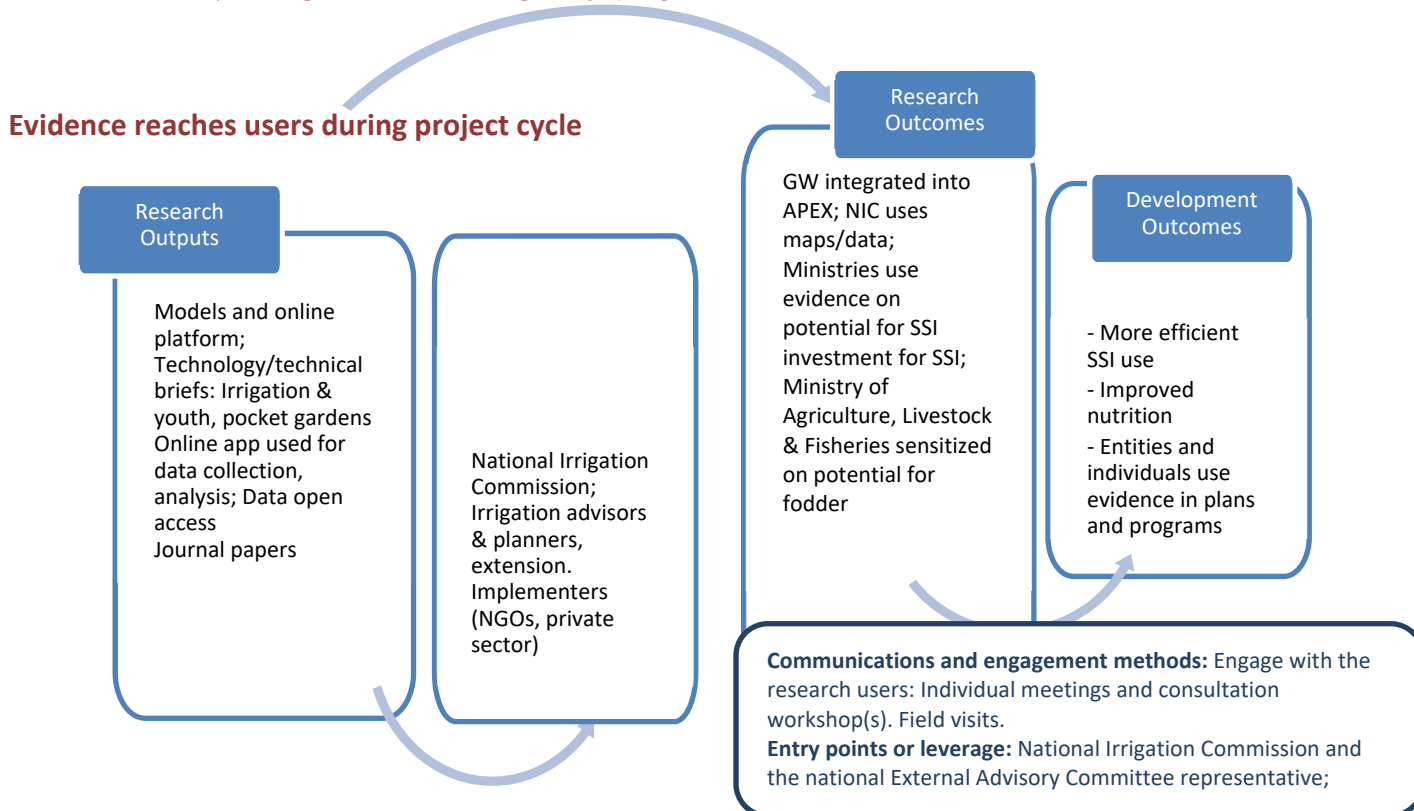 Evidence reaches users during project cycle
Research
Outputs
Models and online
platform;
Technology/technical
briefs: Irrigation &
youth, pocket gardens
Online app used for
data collection,
analysis; Data open
access
Journal papers
National Irrigation
Commission;
Irrigation advisors
& planners,
extension.
Implementers
(NGOs, private
sector)
Research
Outcomes
GW integrated into
APEX; NIC uses
maps/data;
Ministries use
evidence on
potential for SSI
investment for SSI;
Ministry of
Agriculture, Livestock
& Fisheries sensitized
on potential for
fodder
Development
Outcomes
- More efficient
SSI use
- Improved
nutrition
- Entities and
individuals use
evidence in plans
and programs
Communications and engagement methods: Engage with the
research users: Individual meetings and consultation
workshop(s). Field visits.
Entry points or leverage: National Irrigation Commission and
the national External Advisory Committee representative;